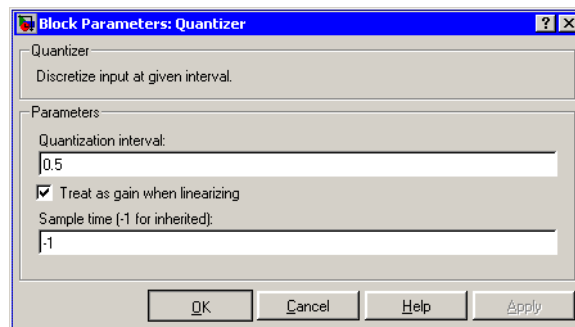 Block Parameters: Quantizer
Quantizer
Discretize input at given interval.
Parameters
Quantization interval:
0.5
Treat as gain when linearizing
Sample time (-1 for inherited):
-1
OK Cancel Help Apply